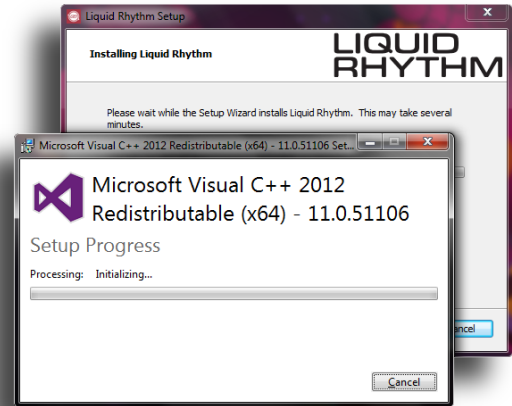 Liquid Rhythm Setup
Installing Liquid Rhythm
LIQUID
RHYTHM
Please wait while the Setup Wizard installs Liquid Rhythm. This may take several
minutes.
Microsoft Visual C++ 2012 Redistributable (x64) - 11.0.51106 Set...
Microsoft Visual C++ 2012
Redistributable (x64) - 11.0.51106
Setup Progress
Processing: Initializing...
ancel
Cancel